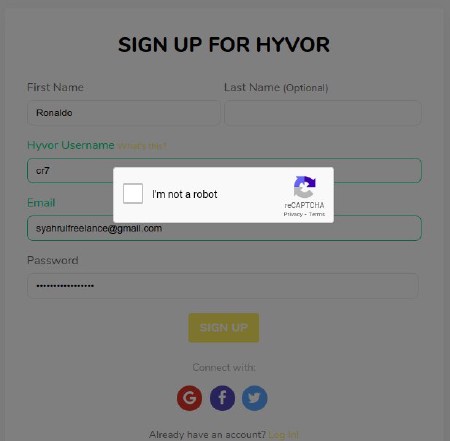 SIGN UP FOR HYVOR
First Name Last Name (Optional)
Ronaldo
Hyvor Username What's this?
cr7
I'm not a robot
reCAPTCHA
Privacy - Terms
Email
syahrulfreelance@gmail.com
Password
•••••••••••••••••
SIGN UP
Connect with:
Already have an account? Log in!